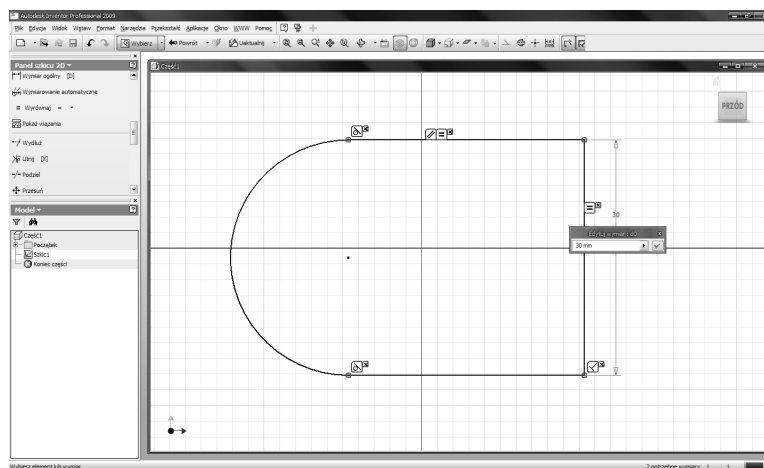 Autodesk Inventor Professional 2009
Plik Edycja Widok Wstaw Format Narzędzia Przekształć Aplikacje Okno WWW Pomoc
Wybierz Powrót Uaktualnij
Panel szkicu 2D
Wymiar ogólny [D]
Wymiarowanie automatyczne
= Wyrównaj =
Pokaż wiązania
Wydłuż
Utnij [X]
Podziel
Przesuń
Model
Część1
Początek
Szkic1
Koniec części
Część1
PRZÓD
30
Edytuj wymiar : d0
30 mm
Wybierz element lub wymiar
2 potrzebne wymiary 1 1